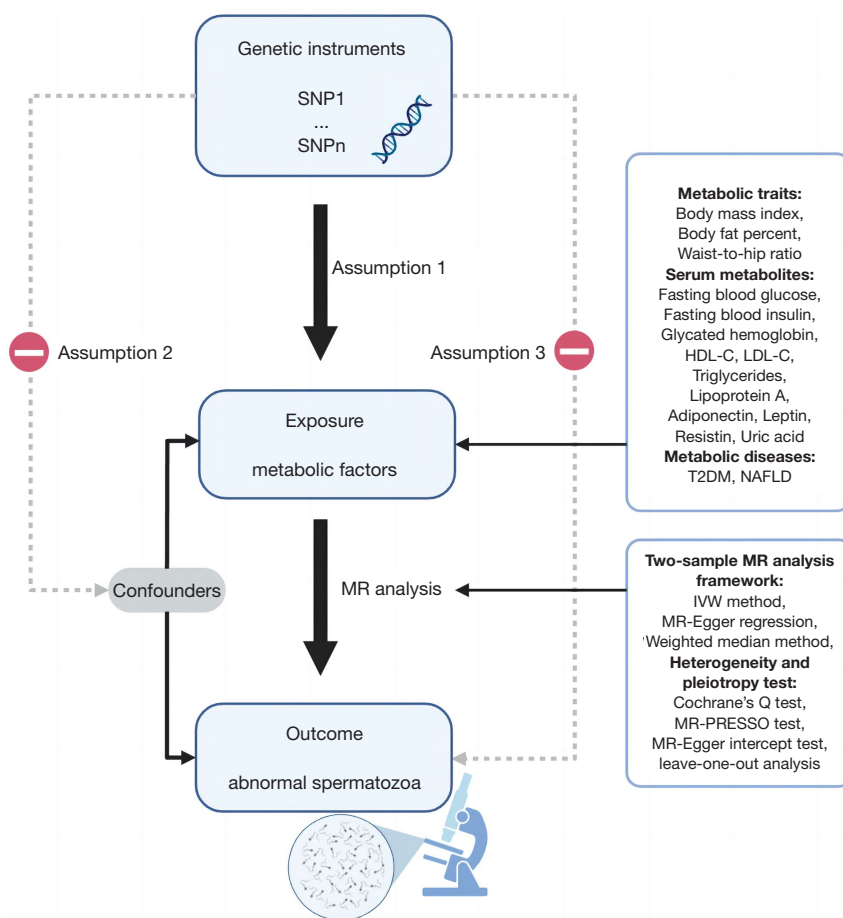 Genetic instruments
SNP1
...
SNPn
Assumption 1
Assumption 2
Assumption 3
Metabolic traits:
Body mass index,
Body fat percent,
Waist-to-hip ratio
Serum metabolites:
Fasting blood glucose,
Fasting blood insulin,
Glycated hemoglobin,
HDL-C, LDL-C,
Triglycerides,
Lipoprotein A,
Adiponectin, Leptin,
Resistin, Uric acid
Metabolic diseases:
T2DM, NAFLD
Exposure
metabolic factors
Confounders
MR analysis
Two-sample MR analysis
framework:
IVW method,
MR-Egger regression,
'Weighted median method,
Heterogeneity and
pleiotropy test:
Cochrane's Q test,
MR-PRESSO test,
MR-Egger intercept test,
leave-one-out analysis
Outcome
abnormal spermatozoa